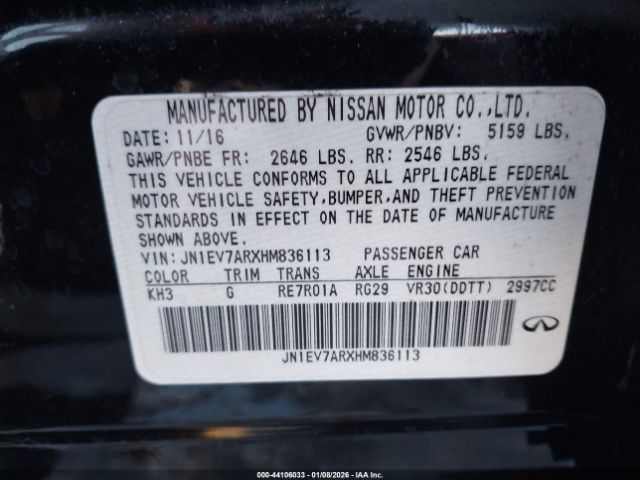 MANUFACTURED BY NISSAN MOTOR CO.,LTD.
DATE: 11/16 GVWR/PNBV: 5159 LBS.
GAWR/PNBE FR: 2646 LBS. RR: 2546 LBS.
THIS VEHICLE CONFORMS TO ALL APPLICABLE FEDERAL
MOTOR VEHICLE SAFETY,BUMPER,AND THEFT PREVENTION
STANDARDS IN EFFECT ON THE DATE OF MANUFACTURE
SHOWN ABOVE.
VIN: JN1EV7ARXHM836113 PASSENGER CAR
COLOR TRIM TRANS AXLE ENGINE
KH3 G RE7R01A RG29 VR30(DDTT) 2997CC
JN1EV7ARXHM836113
INFINITI
000-44106033 - 01/08/2026 - IAA Inc.